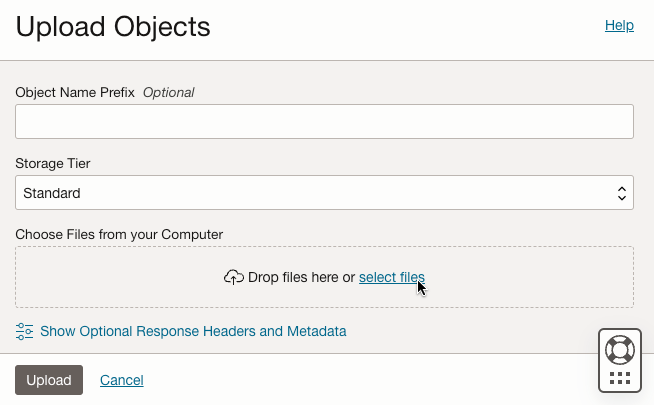 Upload Objects
Help
Object Name Prefix Optional
Storage Tier
Standard
Choose Files from your Computer
Drop files here or select files
Show Optional Response Headers and Metadata
Upload Cancel